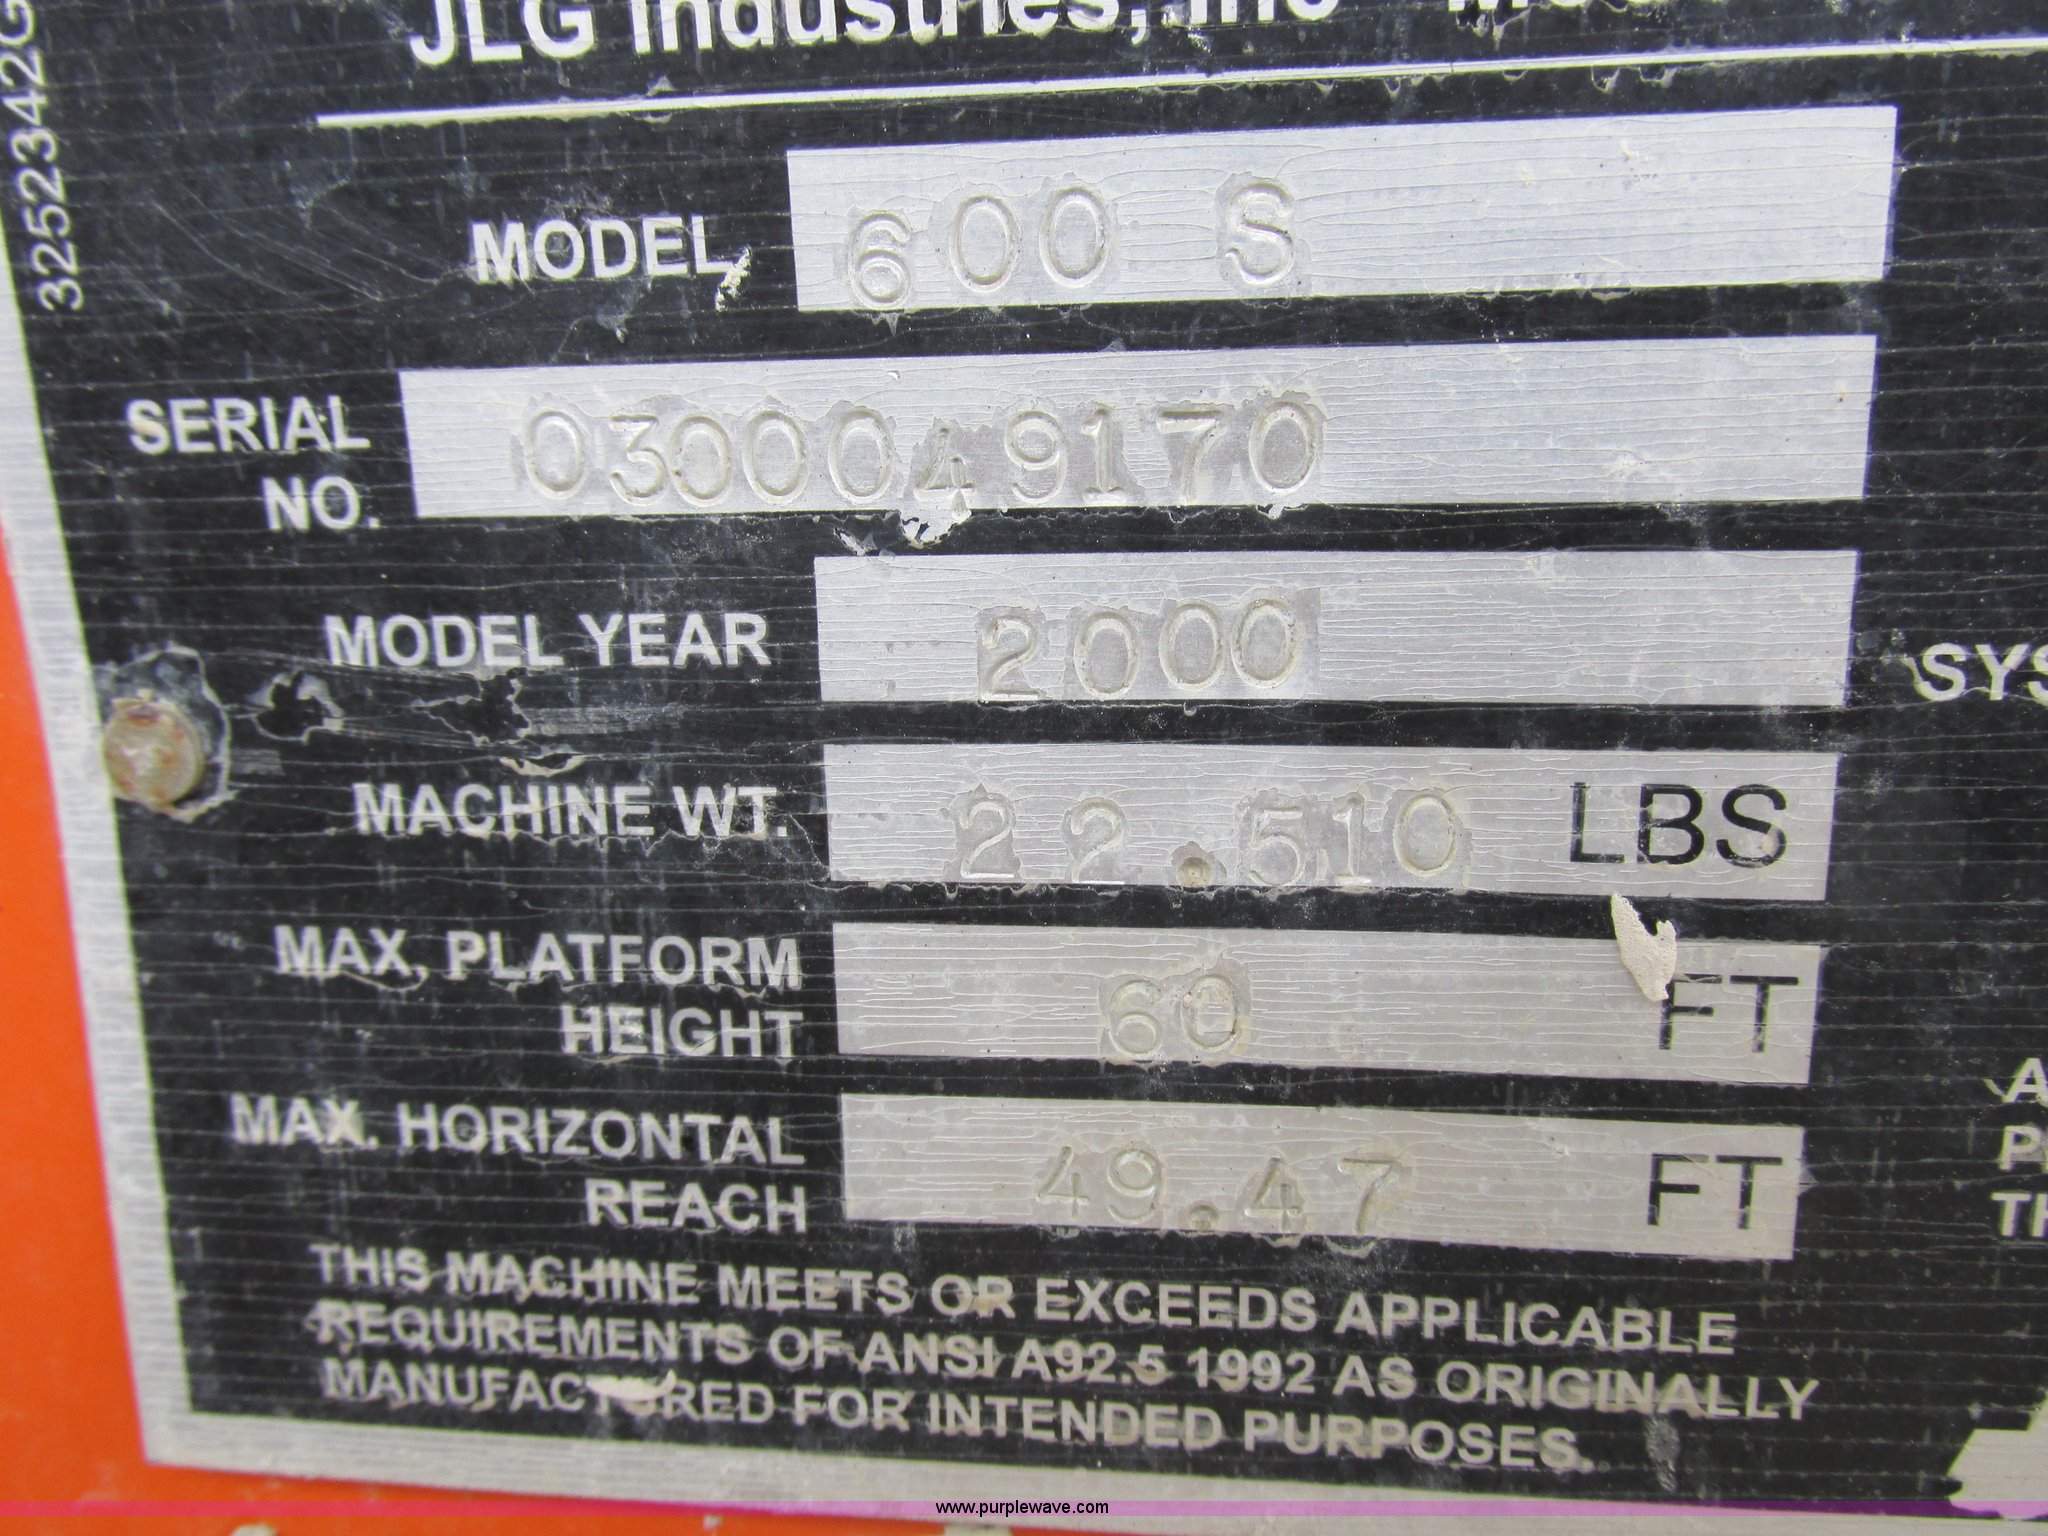 JLG Industries, Inc
MODEL 600 S
SERIAL
NO. 0300049170
MODEL YEAR 2000
MACHINE WT. 22.510 LBS
MAX. PLATFORM
HEIGHT 60 FT
MAX. HORIZONTAL
REACH 49.47 FT
THIS MACHINE MEETS OR EXCEEDS APPLICABLE
REQUIREMENTS OF ANSI A92.5 1992 AS ORIGINALLY
MANUFACTURED FOR INTENDED PURPOSES.
3252342G
SYS
www.purplewave.com